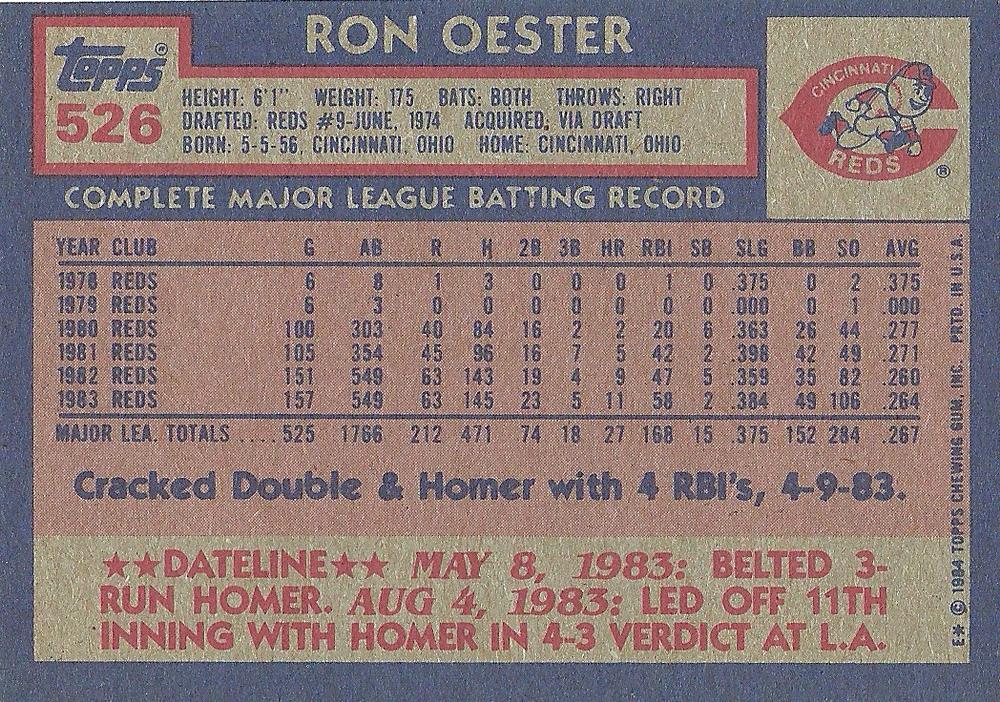 RON OESTER
Topps®
526
HEIGHT: 6'1" WEIGHT: 175 BATS: BOTH THROWS: RIGHT
DRAFTED: REDS #9-JUNE, 1974 ACQUIRED: VIA DRAFT
BORN: 5-5-56, CINCINNATI, OHIO HOME: CINCINNATI, OHIO
CINCINNATI
REDS
®
COMPLETE MAJOR LEAGUE BATTING RECORD
YEAR CLUB G AB R H 2B 3B HR RBI SB SLG BB SO AVG
1978 REDS 6 8 1 3 0 0 0 1 0 .375 0 2 .375
1979 REDS 6 3 0 0 0 0 0 0 0 .000 0 1 .000
1980 REDS 100 303 40 84 16 2 2 20 6 .363 26 44 .277
1981 REDS 105 354 45 96 16 7 5 42 2 .398 42 49 .271
1982 REDS 151 549 63 143 19 4 9 47 5 .359 35 82 .260
1983 REDS 157 549 63 145 23 5 11 58 2 .384 49 106 .264
MAJOR LEA. TOTALS .... 525 1766 212 471 74 18 27 168 15 .375 152 284 .267
Cracked Double & Homer with 4 RBI's, 4-9-83.
★★DATELINE★★ MAY 8, 1983: BELTED 3-
RUN HOMER. AUG 4, 1983: LED OFF 11TH
INNING WITH HOMER IN 4-3 VERDICT AT L.A.
E* © 1984 TOPPS CHEWING GUM, INC. PRTD. IN U.S.A.